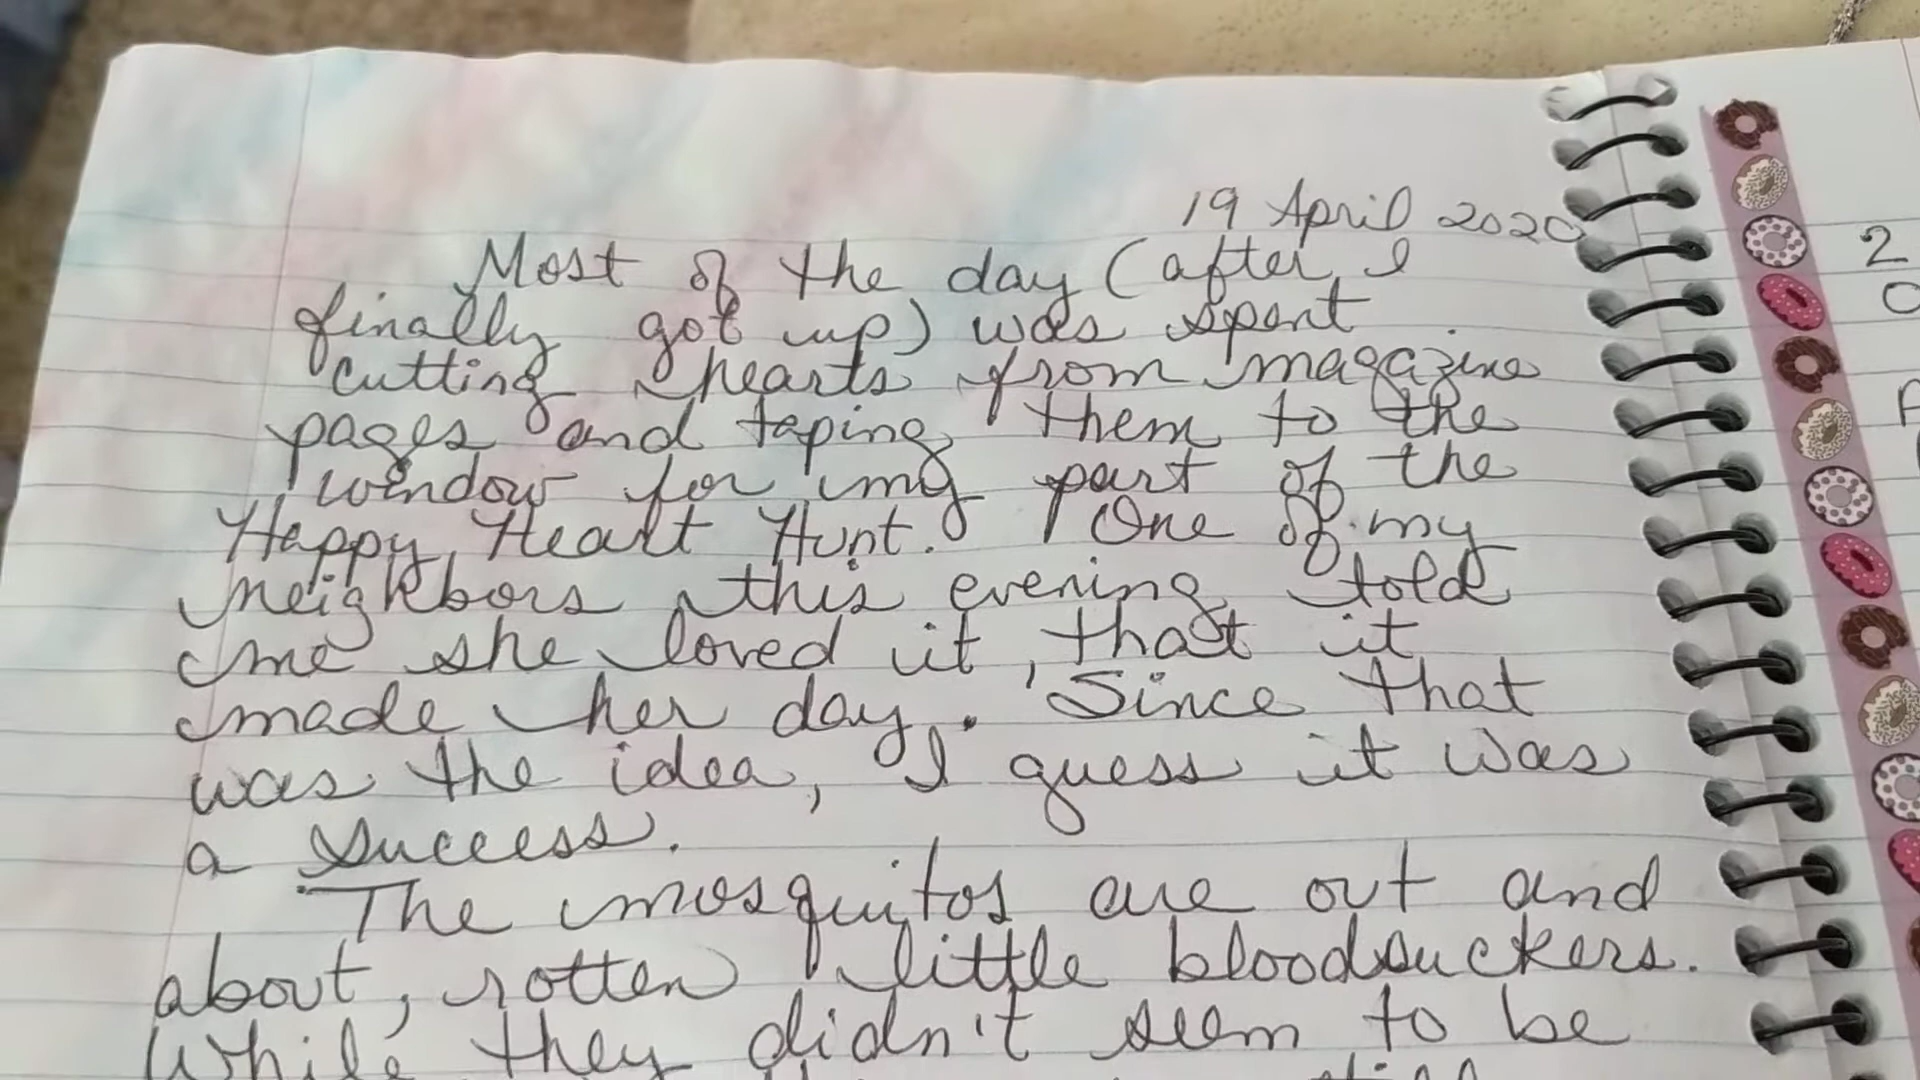 19 April 2020
Most of the day (after I
finally got up) was spent
cutting hearts from magazine
pages and taping them to the
window for my part of the
Happy Heart Hunt. One of my
neighbors this evening told
me she loved it, that it
made her day. Since that
was the idea, I guess it was
a success.
The mosquitos are out and
about, rotten little bloodsuckers.
While they didn't seem to be
still
2